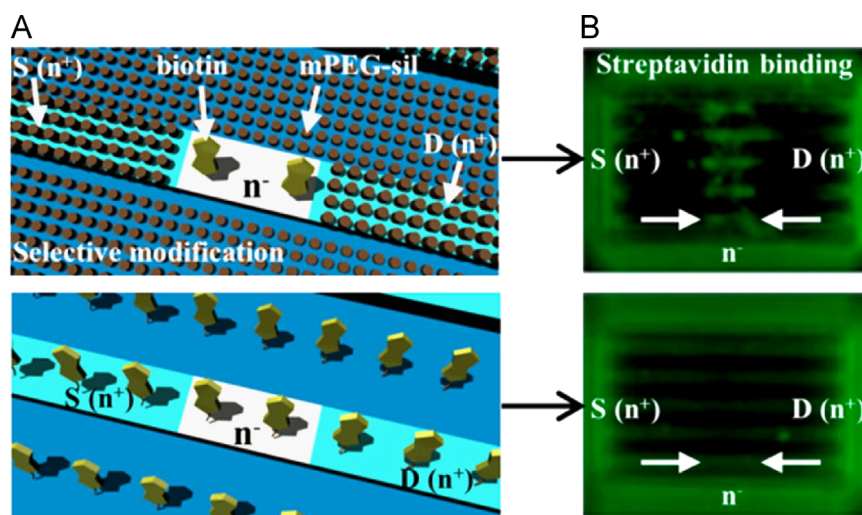 A
B
S (n⁺)
biotin
mPEG-sil
D (n⁺)
n⁻
Selective modification
Streptavidin binding
S (n⁺)
D (n⁺)
n⁻
S (n⁺)
n⁻
D (n⁺)
S (n⁺)
D (n⁺)
n⁻